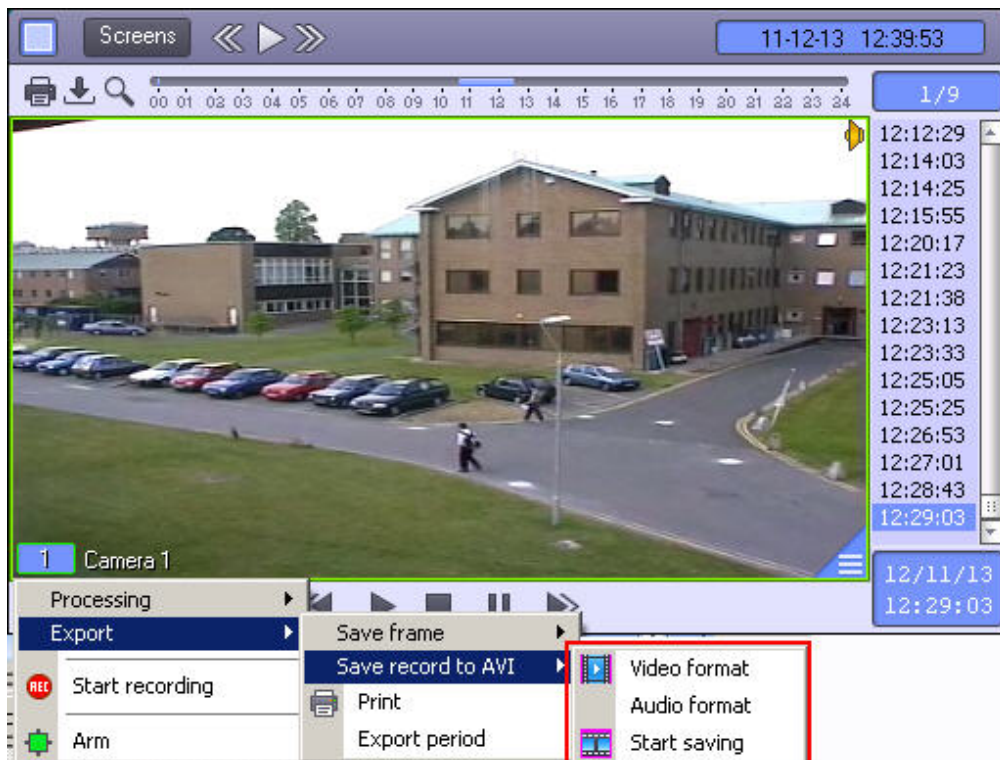 Screens
11-12-13 12:39:53
00 01 02 03 04 05 06 07 08 09 10 11 12 13 14 15 16 17 18 19 20 21 22 23 24
1/9
12:12:29
12:14:03
12:14:25
12:15:55
12:20:17
12:21:23
12:21:38
12:23:13
12:23:33
12:25:05
12:25:25
12:26:53
12:27:01
12:28:43
12:29:03
1 Camera 1
12/11/13
12:29:03
Processing
Export
Start recording
REC
Arm
Save frame
Save record to AVI
Print
Export period
Video format
Audio format
Start saving